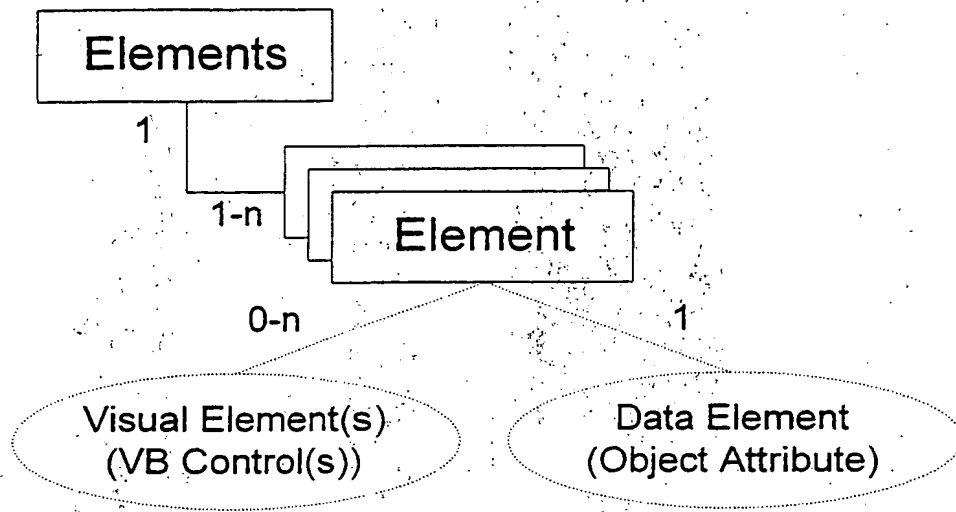 Elements
1
1-n
Element
0-n
1
Visual Element(s)
(VB Control(s))
Data Element
(Object Attribute)